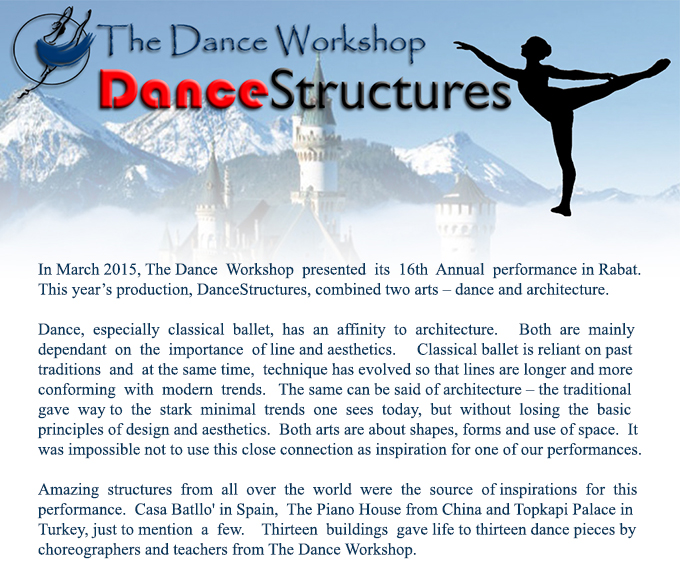 The Dance Workshop
DanceStructures
In March 2015, The Dance Workshop presented its 16th Annual performance in Rabat.
This year's production, DanceStructures, combined two arts – dance and architecture.
Dance, especially classical ballet, has an affinity to architecture. Both are mainly
dependant on the importance of line and aesthetics. Classical ballet is reliant on past
traditions and at the same time, technique has evolved so that lines are longer and more
conforming with modern trends. The same can be said of architecture – the traditional
gave way to the stark minimal trends one sees today, but without losing the basic
principles of design and aesthetics. Both arts are about shapes, forms and use of space. It
was impossible not to use this close connection as inspiration for one of our performances.
Amazing structures from all over the world were the source of inspirations for this
performance. Casa Batllo' in Spain, The Piano House from China and Topkapi Palace in
Turkey, just to mention a few. Thirteen buildings gave life to thirteen dance pieces by
choreographers and teachers from The Dance Workshop.